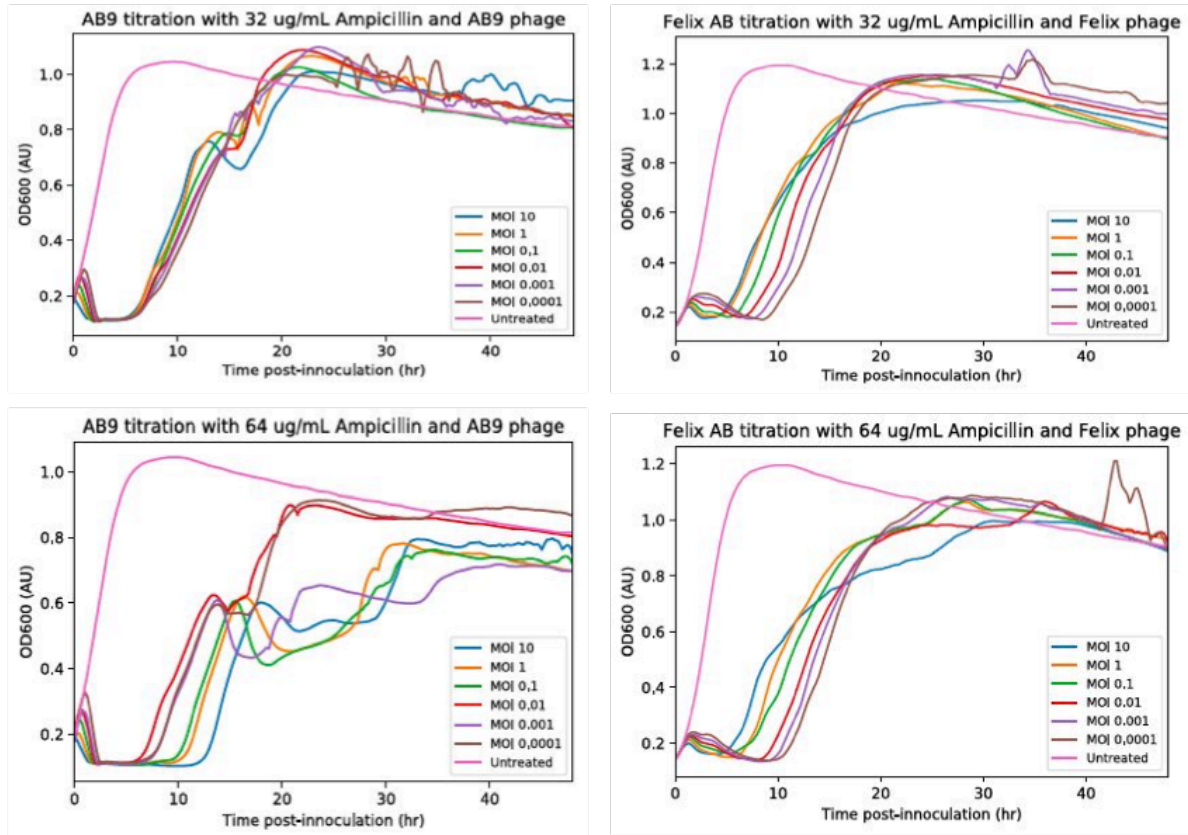 AB9 titration with 32 ug/mL Ampicillin and AB9 phage
1.0
0.8
0.6
0.4
0.2
OD600 (AU)
MOI 10
MOI 1
MOI 0,1
MOI 0.01
MOI 0.001
MOI 0,0001
Untreated
0 10 20 30 40
Time post-innoculation (hr)
Felix AB titration with 32 ug/mL Ampicillin and Felix phage
1.2
1.0
0.8
0.6
0.4
0.2
OD600 (AU)
MOI 10
MOI 1
MOI 0.1
MOI 0.01
MOI 0.001
MOI 0,0001
Untreated
0 10 20 30 40
Time post-innoculation (hr)
AB9 titration with 64 ug/mL Ampicillin and AB9 phage
1.0
0.8
0.6
0.4
0.2
OD600 (AU)
MOI 10
MOI 1
MOI 0,1
MOI 0.01
MOI 0.001
MOI 0,0001
Untreated
0 10 20 30 40
Time post-innoculation (hr)
Felix AB titration with 64 ug/mL Ampicillin and Felix phage
1.2
1.0
0.8
0.6
0.4
0.2
OD600 (AU)
MOI 10
MOI 1
MOI 0.1
MOI 0.01
MOI 0.001
MOI 0,0001
Untreated
0 10 20 30 40
Time post-innoculation (hr)